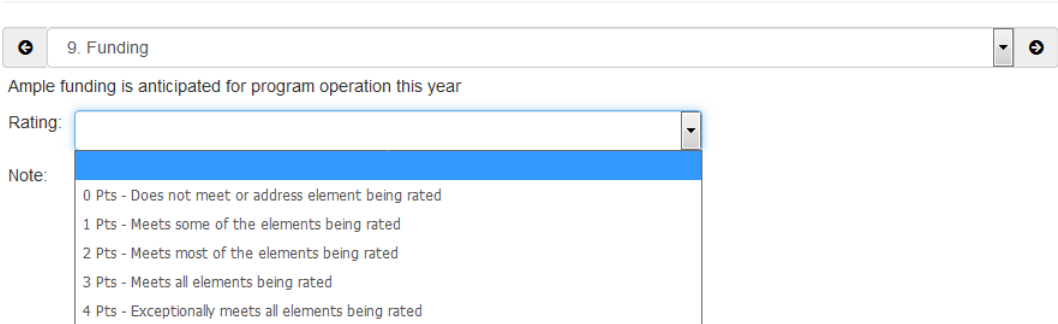 9. Funding
Ample funding is anticipated for program operation this year
Rating:
Note:
0 Pts - Does not meet or address element being rated
1 Pts - Meets some of the elements being rated
2 Pts - Meets most of the elements being rated
3 Pts - Meets all elements being rated
4 Pts - Exceptionally meets all elements being rated